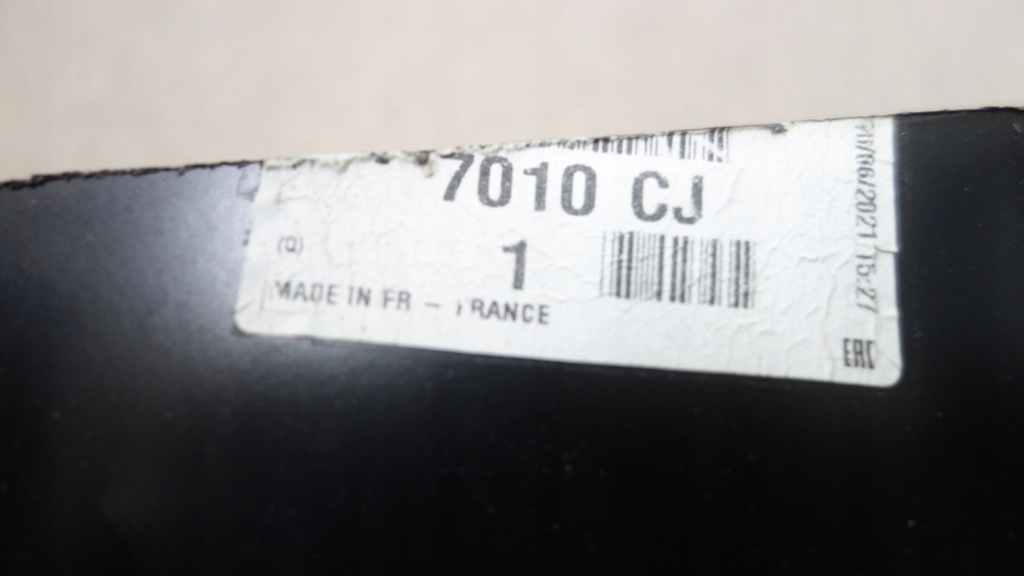 7010 CJ
(Q)
1
MADE IN FR - FRANCE
/06/2021 15:27
EAC